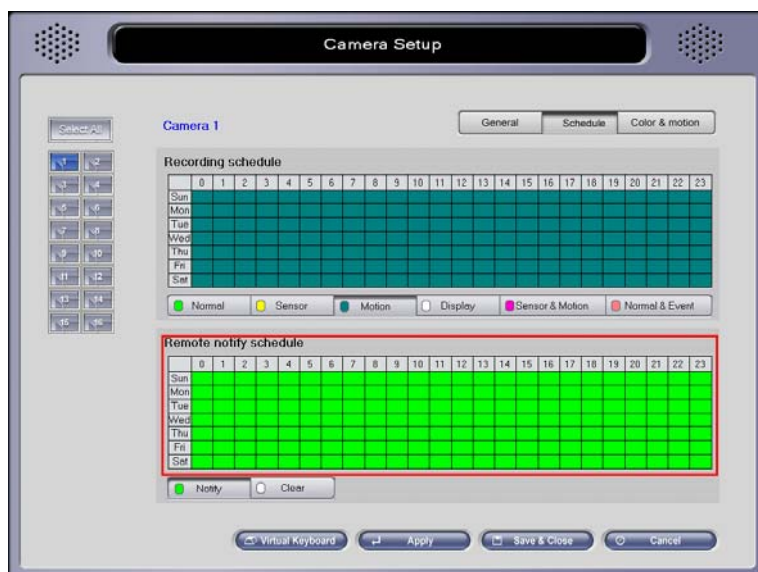 Camera Setup
Select All
Camera 1
General Schedule Color & motion
1 2
3 4
5 6
7 8
9 10
11 12
13 14
15 16
Recording schedule
0 1 2 3 4 5 6 7 8 9 10 11 12 13 14 15 16 17 18 19 20 21 22 23
Sun
Mon
Tue
Wed
Thu
Fri
Sat
Normal Sensor Motion Display Sensor & Motion Normal & Event
Remote notify schedule
0 1 2 3 4 5 6 7 8 9 10 11 12 13 14 15 16 17 18 19 20 21 22 23
Sun
Mon
Tue
Wed
Thu
Fri
Sat
Notify Clear
Virtual Keyboard Apply Save & Close Cancel